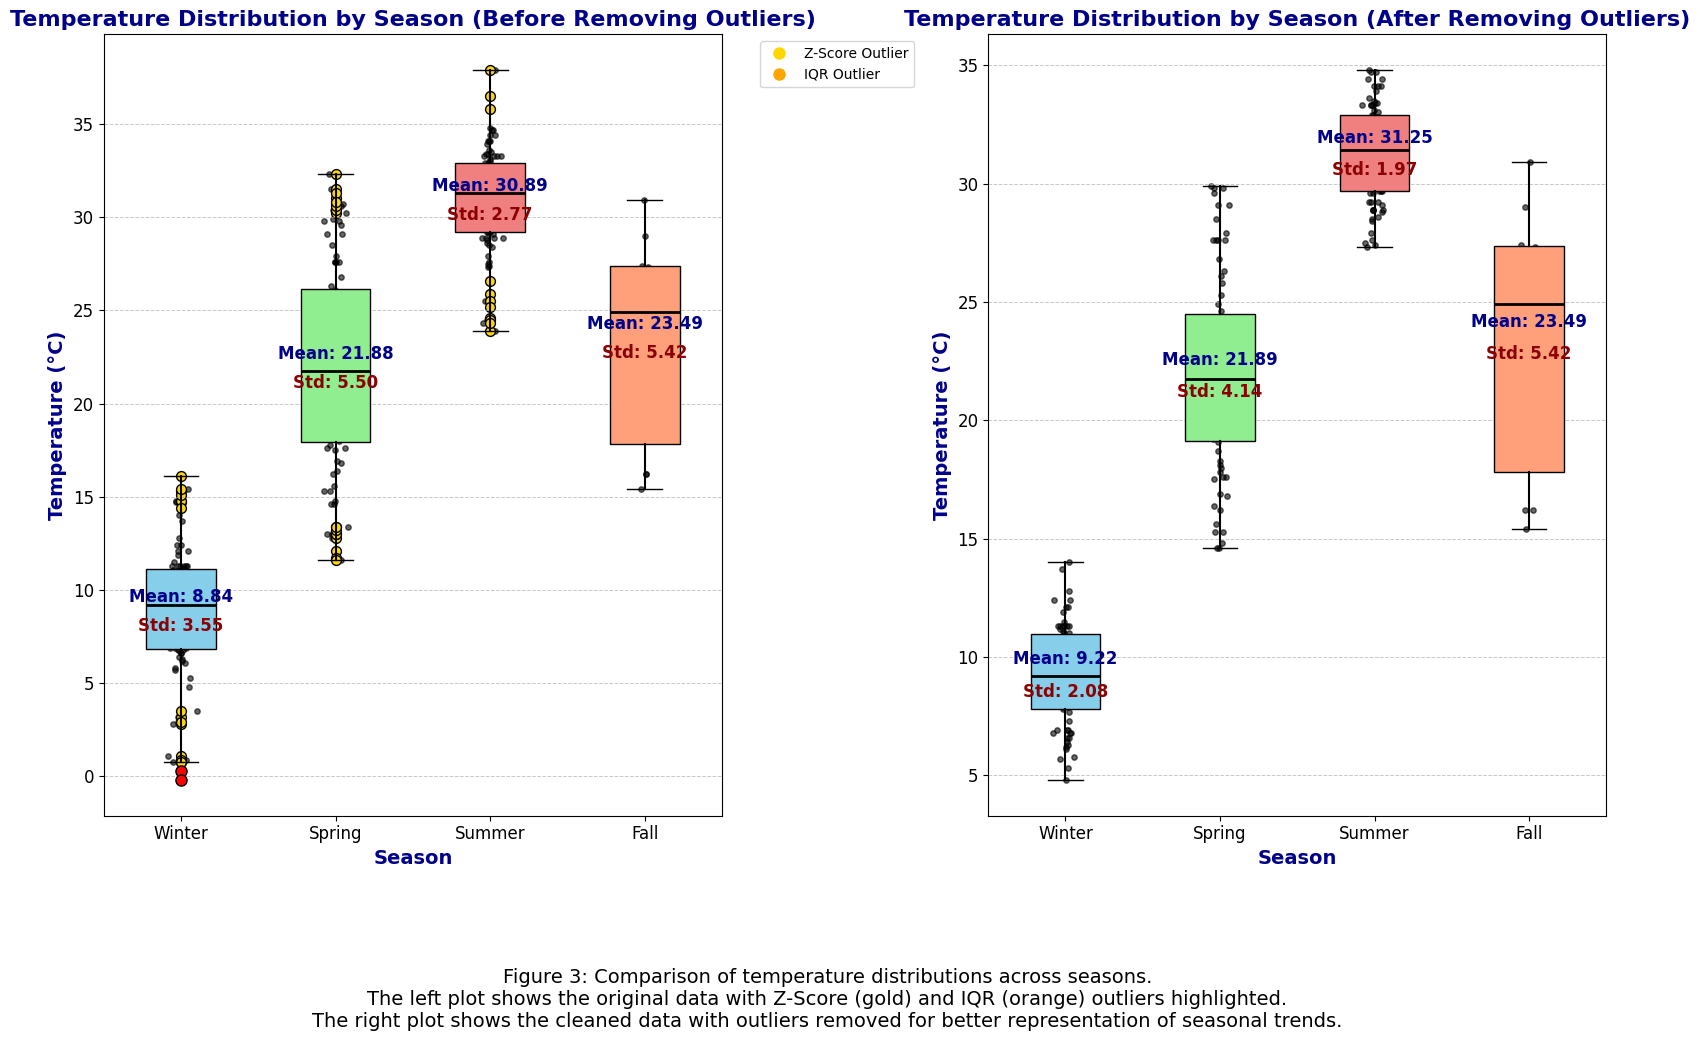 Temperature Distribution by Season (Before Removing Outliers)
Temperature (°C)
35
30
25
20
15
10
5
0
Mean: 8.84
Std: 3.55
Mean: 21.88
Std: 5.50
Mean: 30.89
Std: 2.77
Mean: 23.49
Std: 5.42
Winter
Spring
Summer
Fall
Season
Z-Score Outlier
IQR Outlier
Temperature Distribution by Season (After Removing Outliers)
Temperature (°C)
35
30
25
20
15
10
5
Mean: 9.22
Std: 2.08
Mean: 21.89
Std: 4.14
Mean: 31.25
Std: 1.97
Mean: 23.49
Std: 5.42
Winter
Spring
Summer
Fall
Season
Figure 3: Comparison of temperature distributions across seasons.
The left plot shows the original data with Z-Score (gold) and IQR (orange) outliers highlighted.
The right plot shows the cleaned data with outliers removed for better representation of seasonal trends.